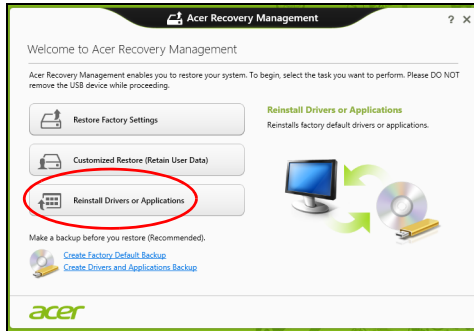 Acer Recovery Management
? ×
Welcome to Acer Recovery Management
Acer Recovery Management enables you to restore your system. To begin, select the task you want to perform. Please DO NOT
remove the USB device while proceeding.
Restore Factory Settings
Customized Restore (Retain User Data)
Reinstall Drivers or Applications
Reinstall Drivers or Applications
Reinstalls factory default drivers or applications.
Make a backup before you restore (Recommended).
Create Factory Default Backup
Create Drivers and Applications Backup
acer